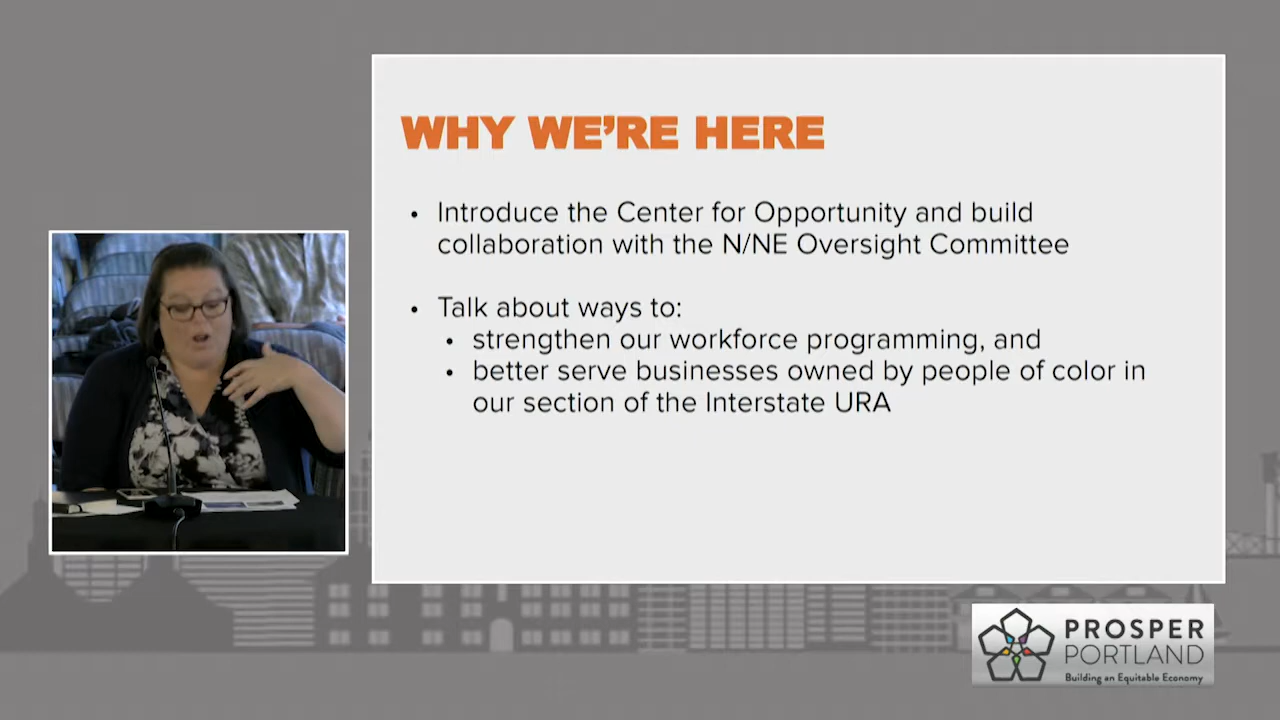 WHY WE'RE HERE
• Introduce the Center for Opportunity and build
collaboration with the N/NE Oversight Committee
• Talk about ways to:
• strengthen our workforce programming, and
• better serve businesses owned by people of color in
our section of the Interstate URA
PROSPER
PORTLAND
Building an Equitable Economy